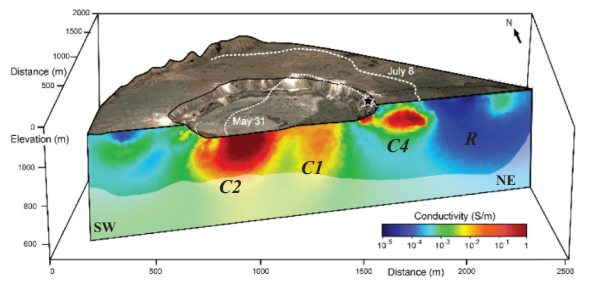 2000
1500
N
1000
Distance (m)
500
July 8
0
May 31
Elevation (m)
R
C4
1000
C1
C2
NE
800
SW
Conductivity (S/m)
600
10-5 10-4 10-3 10-2 10-1 1
0 500 1000 1500 Distance (m) 2000 2500